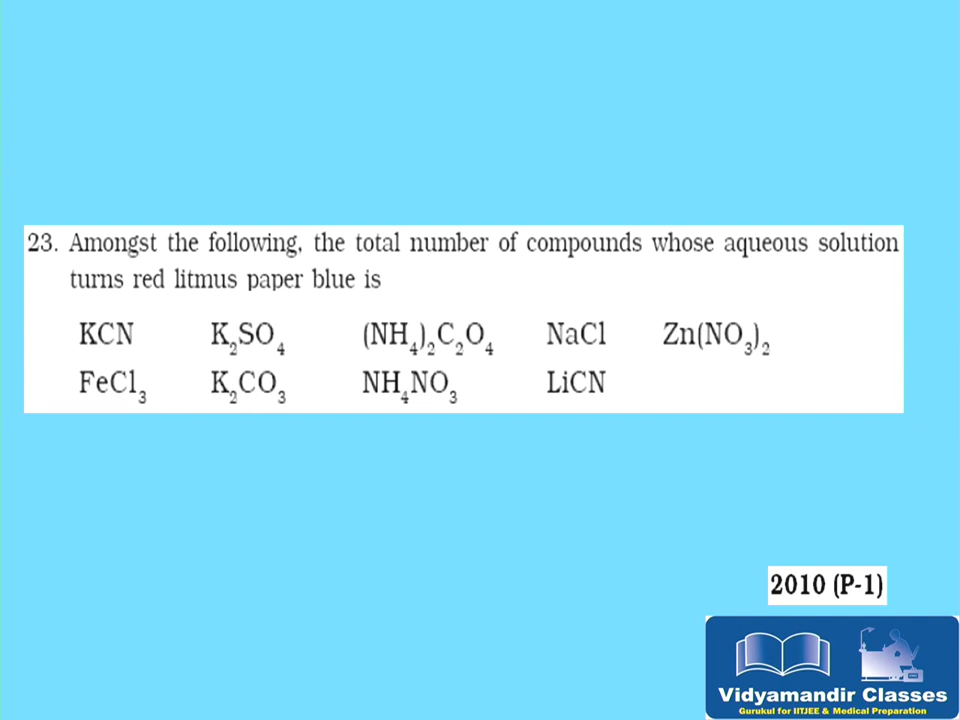 23. Amongst the following, the total number of compounds whose aqueous solution
turns red litmus paper blue is
KCN K₂SO₄ (NH₄)₂C₂O₄ NaCl Zn(NO₃)₂
FeCl₃ K₂CO₃ NH₄NO₃ LiCN
2010 (P-1)
Vidyamandir Classes
Gurukul for IITJEE & Medical Preparation